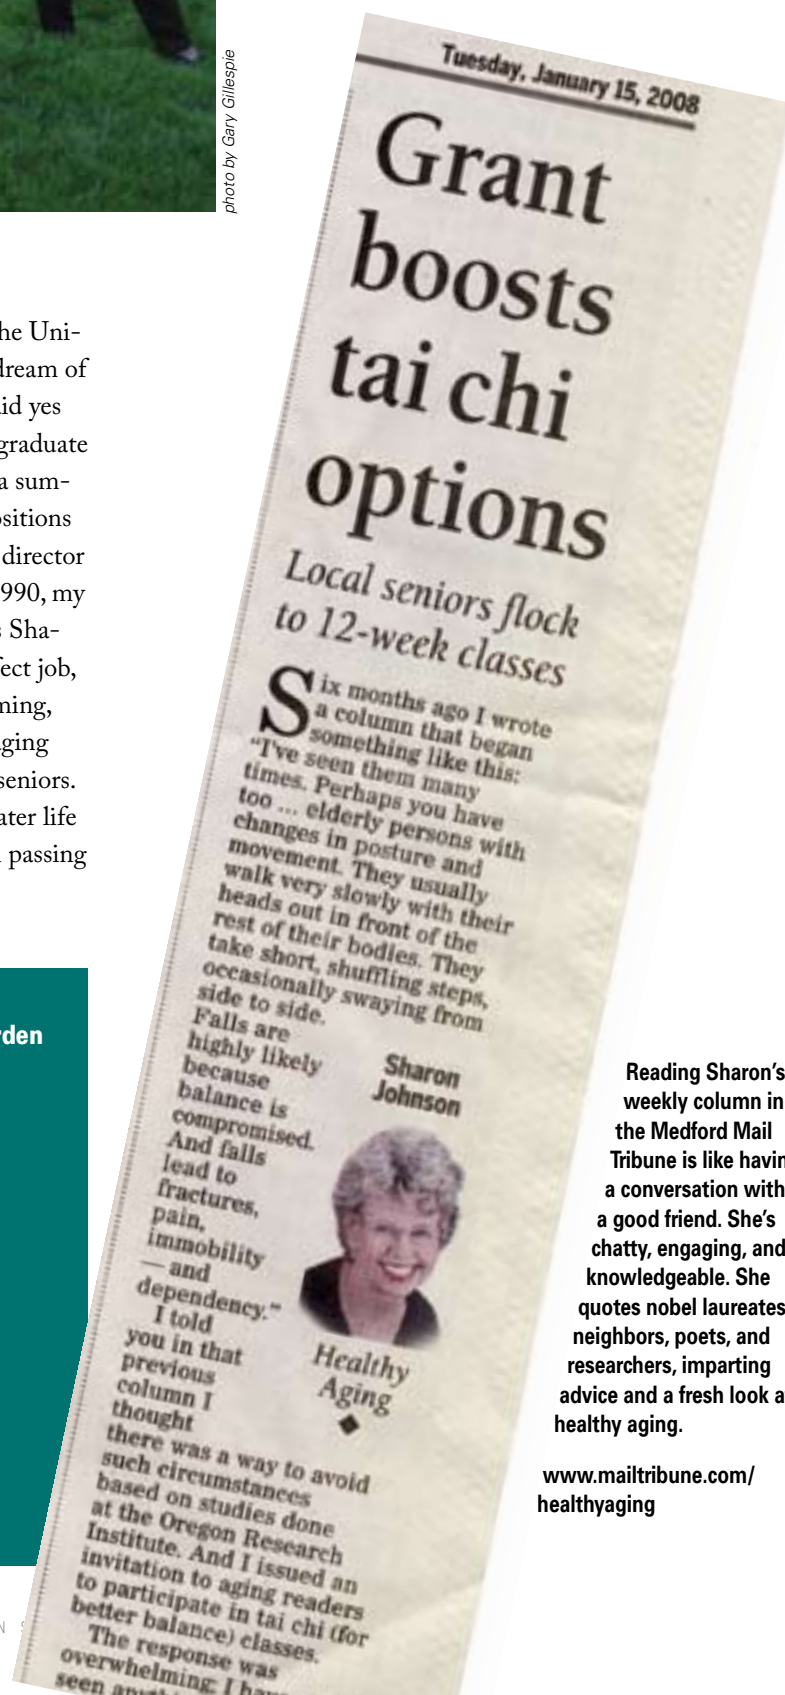 photo by Gary Gillespie
he Uni-
dream of
id yes
graduate
a sum-
sitions
director
990, my
s Sha-
fect job,
ming,
ging
seniors.
ater life
passing
rden
Tuesday, January 15, 2008
Grant
boosts
tai chi
options
Local seniors flock
to 12-week classes
Six months ago I wrote
a column that began
something like this:
“I've seen them many
times. Perhaps you have
too ... elderly persons with
changes in posture and
movement. They usually
walk very slowly with their
heads out in front of the
rest of their bodies. They
take short, shuffling steps,
occasionally swaying from
side to side.
Falls are
highly likely
because
balance is
compromised.
And falls
lead to
fractures,
pain,
immobility
— and
dependency.”
I told
you in that
previous
column I
thought
there was a way to avoid
such circumstances
based on studies done
at the Oregon Research
Institute. And I issued an
invitation to aging readers
to participate in tai chi (for
better balance) classes.
The response was
overwhelming; I have
seen
Sharon
Johnson
Healthy
Aging
Reading Sharon's
weekly column in
the Medford Mail
Tribune is like havin
a conversation with
a good friend. She's
chatty, engaging, and
knowledgeable. She
quotes nobel laureates
neighbors, poets, and
researchers, imparting
advice and a fresh look a
healthy aging.
www.mailtribune.com/
healthyaging
N S